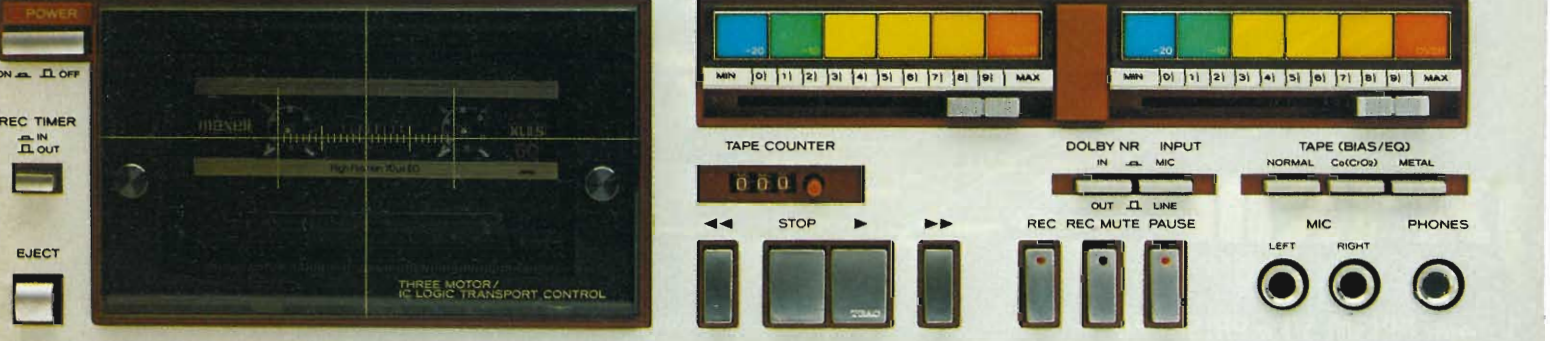 POWER
ON OFF
REC TIMER
IN
OUT
EJECT
maxell
XLIIS
60
High Position 70μs EQ
THREE MOTOR/
IC LOGIC TRANSPORT CONTROL
-20 -10 OVER
MIN 0 1 2 3 4 5 6 7 8 9 MAX
-20 -10 OVER
MIN 0 1 2 3 4 5 6 7 8 9 MAX
TAPE COUNTER
000
DOLBY NR INPUT
IN MIC
OUT LINE
TAPE (BIAS/EQ)
NORMAL Co(CrO₂) METAL
◄◄ STOP ► ►►
TEAC
REC REC MUTE PAUSE
MIC
LEFT RIGHT
PHONES